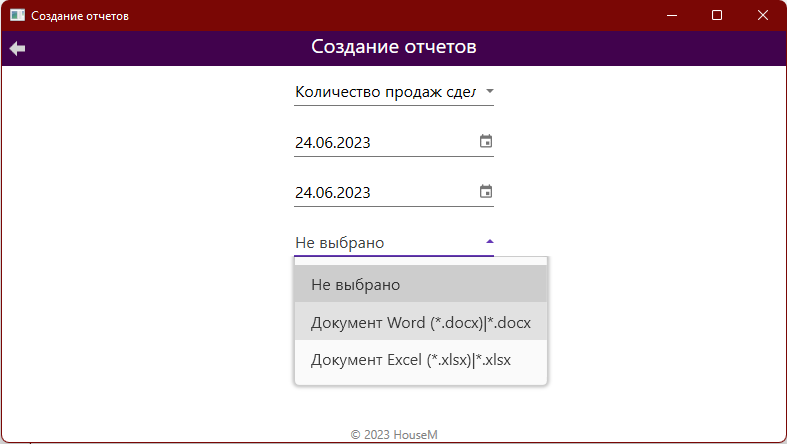 Создание отчетов
Создание отчетов
Количество продаж сдел
24.06.2023
24.06.2023
Не выбрано
Не выбрано
Документ Word (*.docx)|*.docx
Документ Excel (*.xlsx)|*.xlsx
© 2023 HouseM